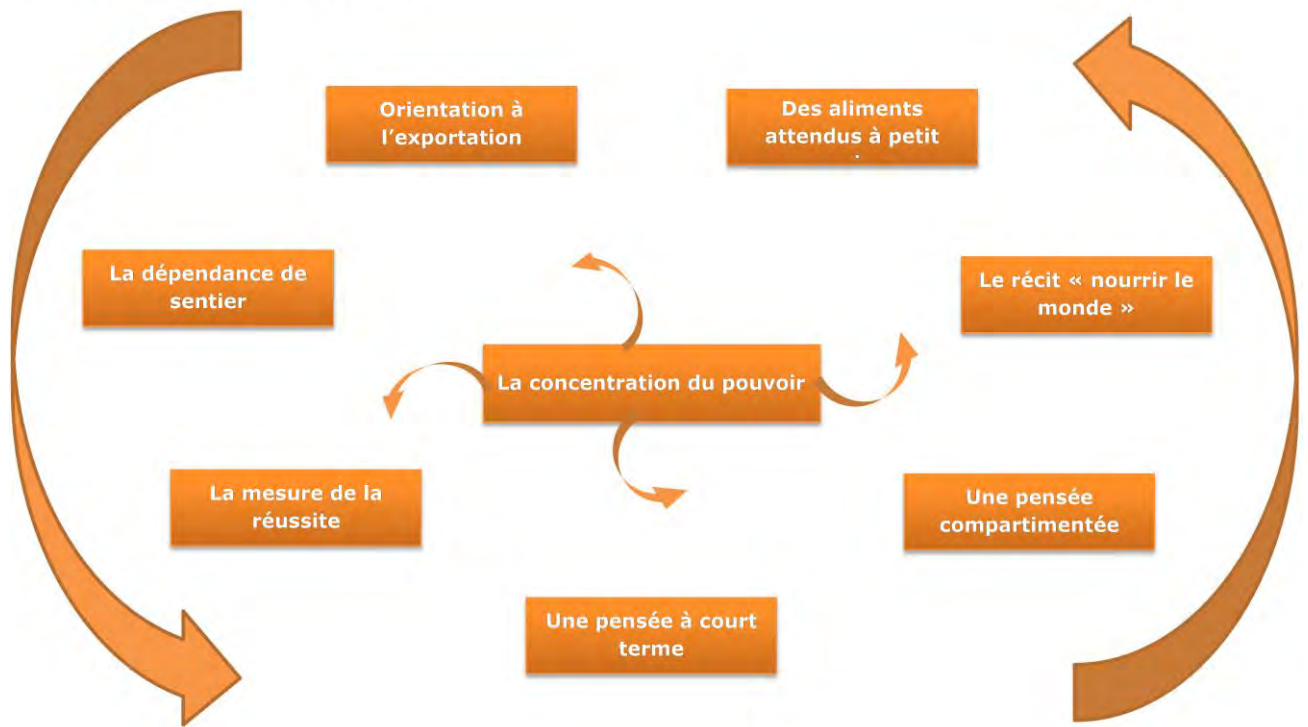 Orientation à
l’exportation
Des aliments
attendus à petit
La dépendance de
sentier
Le récit « nourrir le
monde »
La concentration du pouvoir
La mesure de la
réussite
Une pensée
compartimentée
Une pensée à court
terme